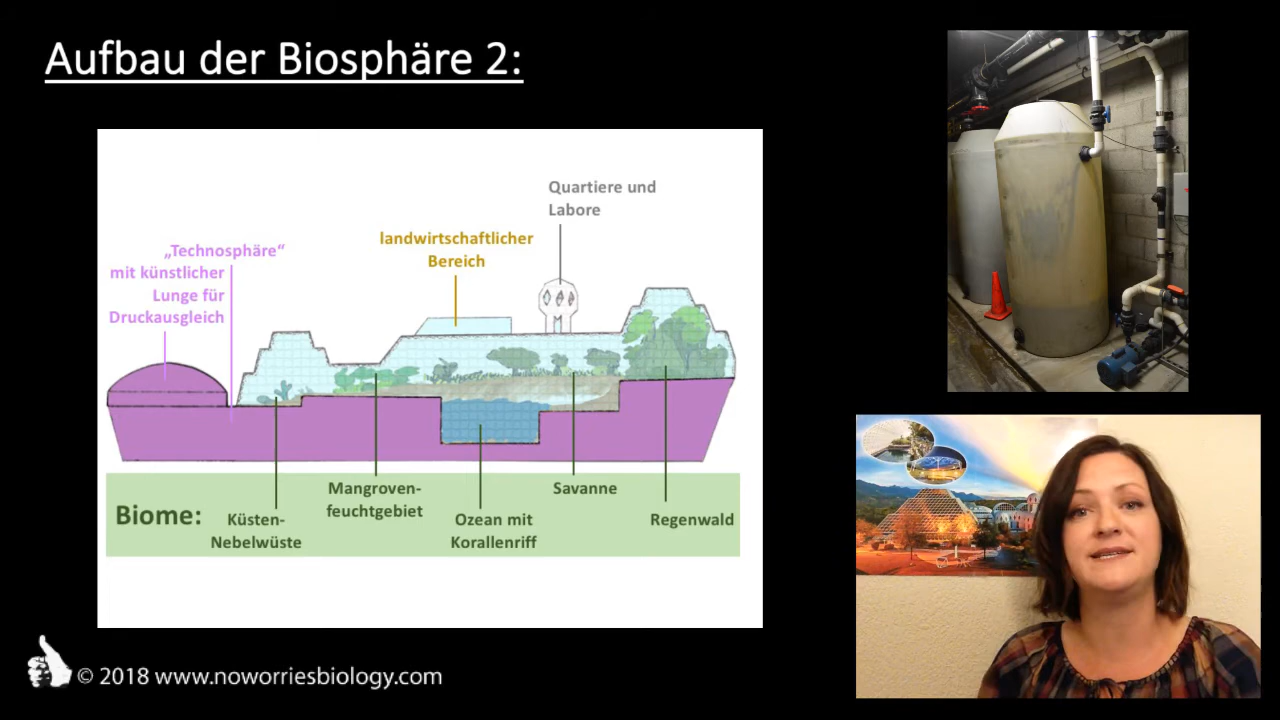 Aufbau der Biosphäre 2:
Quartiere und
Labore
landwirtschaftlicher
Bereich
„Technosphäre“
mit künstlicher
Lunge für
Druckausgleich
Biome:
Küsten-
Nebelwüste
Mangroven-
feuchtgebiet
Ozean mit
Korallenriff
Savanne
Regenwald
© 2018 www.noworriesbiology.com